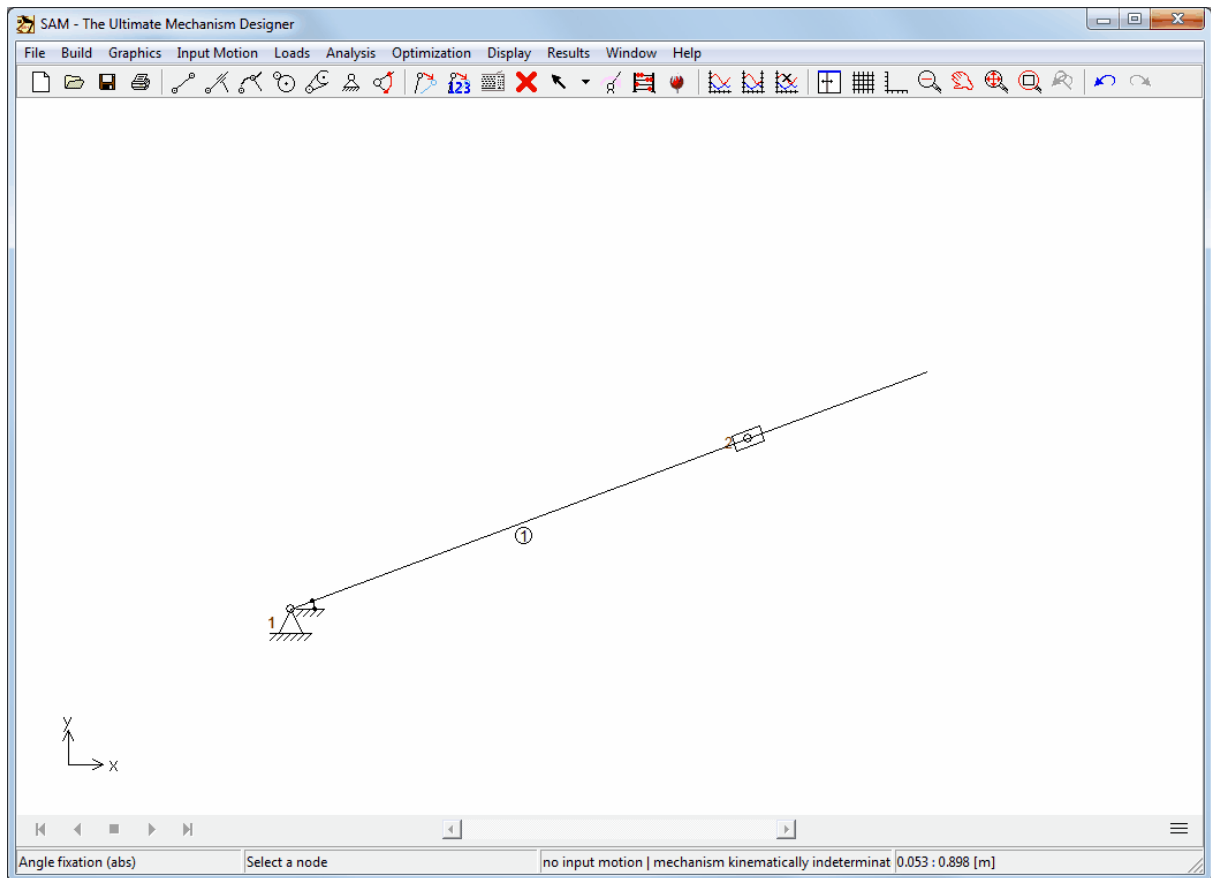 SAM - The Ultimate Mechanism Designer
File Build Graphics Input Motion Loads Analysis Optimization Display Results Window Help
123
2
1
1
y
x
Angle fixation (abs) Select a node no input motion | mechanism kinematically indeterminat 0.053 : 0.898 [m]